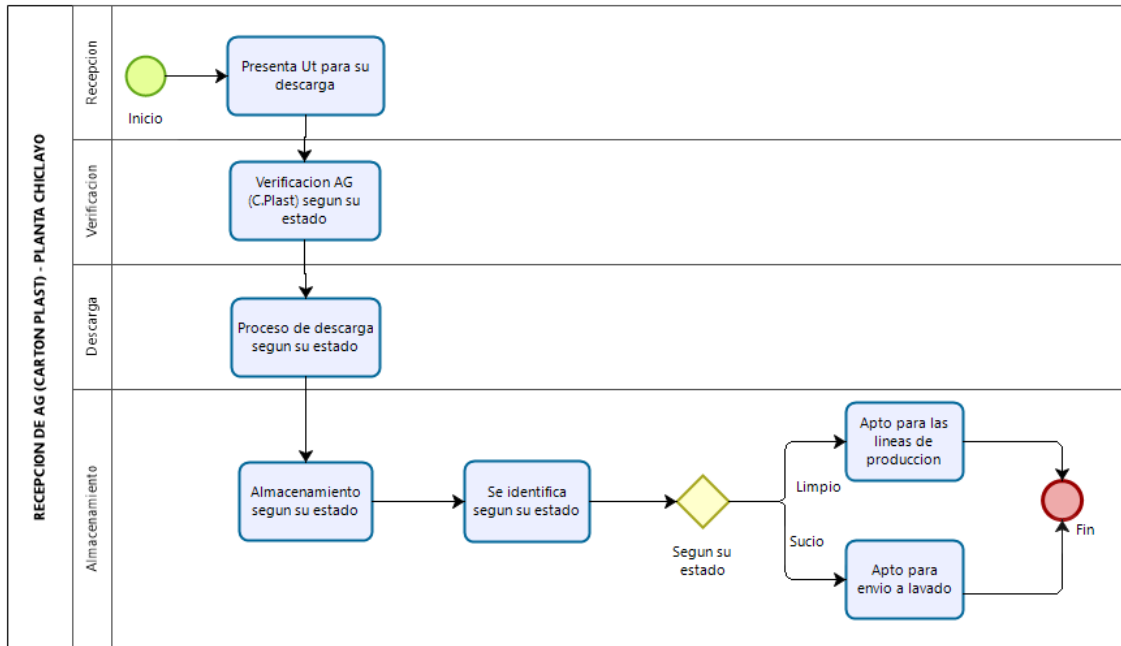 RECEPCION DE AG (CARTON PLAST) - PLANTA CHICLAYO
Recepcion
Inicio
Presenta Ut para su
descarga
Verificacion
Verificacion AG
(C.Plast) segun su
estado
Descarga
Proceso de descarga
segun su estado
Almacenamiento
Almacenamiento
segun su estado
Se identifica
segun su estado
Segun su
estado
Limpio
Apto para las
lineas de
produccion
Sucio
Apto para
envio a lavado
Fin